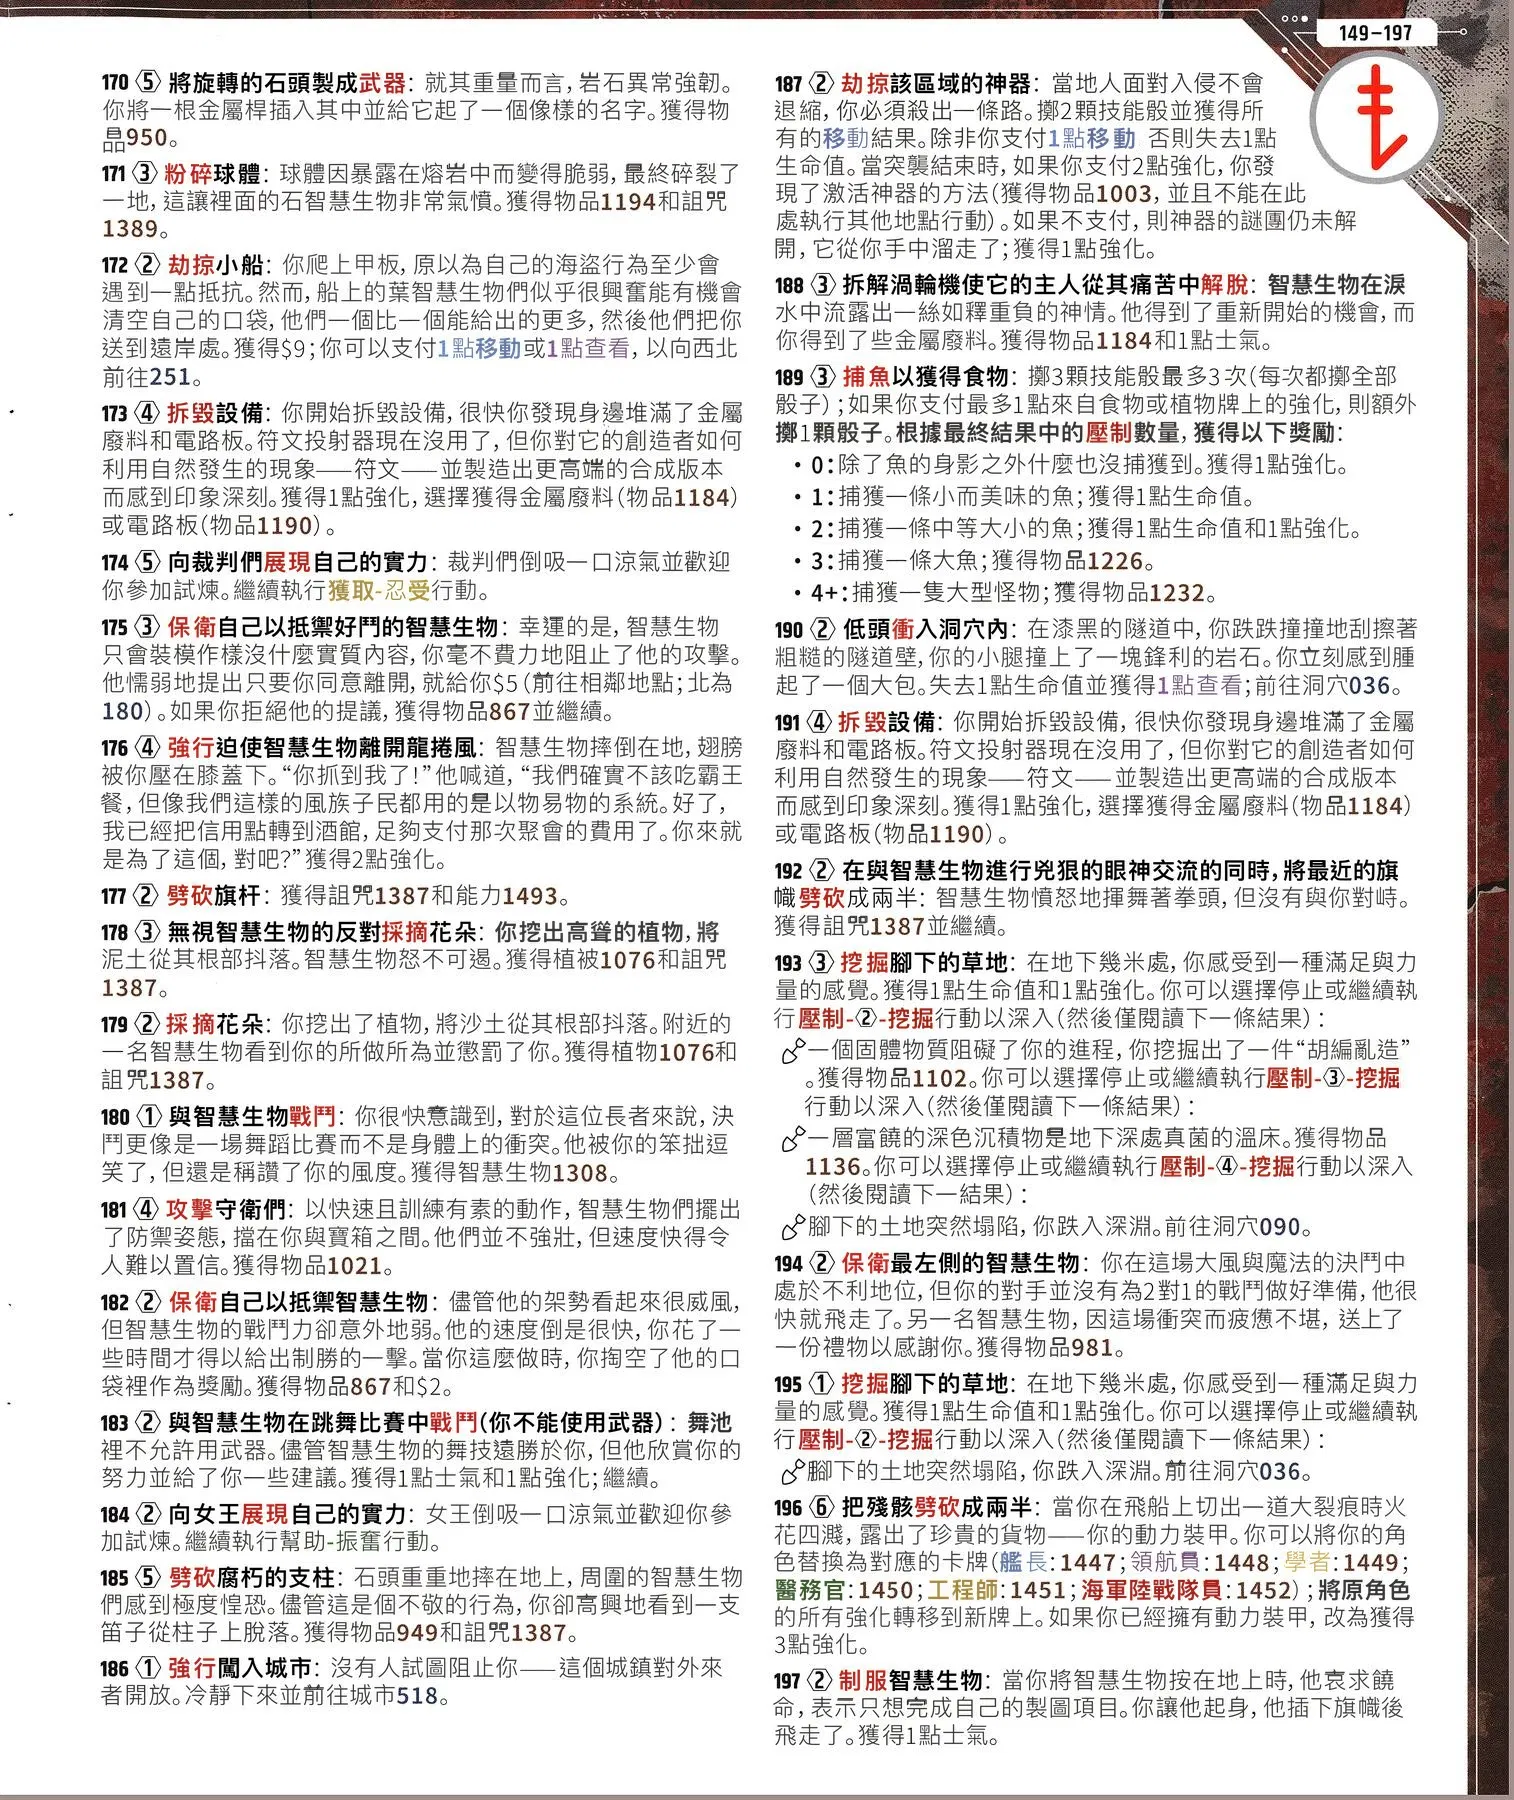 149–197
170 ⑤ 將旋轉的石頭製成武器：就其重量而言，岩石異常強韌。
你將一根金屬桿插入其中並給它起了一個像樣的名字。獲得物
品950。
171 ③ 粉碎球體：球體因暴露在熔岩中而變得脆弱，最終碎裂了
一地，這讓裡面的石智慧生物非常氣憤。獲得物品1194和詛咒
1389。
172 ② 劫掠小船：你爬上甲板，原以為自己的海盜行為至少會
遇到一點抵抗。然而，船上的葉智慧生物們似乎很興奮能有機會
清空自己的口袋，他們一個比一個能給出的更多，然後他們把你
送到遠岸處。獲得$9；你可以支付1點移動或1點查看，以向西北
前往251。
173 ④ 拆毀設備：你開始拆毀設備，很快你發現身邊堆滿了金屬
廢料和電路板。符文投射器現在沒用了，但你對它的創造者如何
利用自然發生的現象——符文——並製造出更高端的合成版本
而感到印象深刻。獲得1點強化，選擇獲得金屬廢料（物品1184）
或電路板（物品1190）。
174 ⑤ 向裁判們展現自己的實力：裁判們倒吸一口涼氣並歡迎
你參加試煉。繼續執行獲取-忍受行動。
175 ③ 保衛自己以抵禦好鬥的智慧生物：幸運的是，智慧生物
只會裝模作樣沒什麼實質內容，你毫不費力地阻止了他的攻擊。
他懦弱地提出只要你同意離開，就給你$5（前往相鄰地點；北為
180）。如果你拒絕他的提議，獲得物品867並繼續。
176 ④ 強行迫使智慧生物離開龍捲風：智慧生物摔倒在地，翅膀
被你壓在膝蓋下。“你抓到我了！”他喊道，“我們確實不該吃霸王
餐，但像我們這樣的風族子民都用的是以物易物的系統。好了，
我已經把信用點轉到酒館，足夠支付那次聚會的費用了。你來就
是為了這個，對吧？”獲得2點強化。
177 ② 劈砍旗杆：獲得詛咒1387和能力1493。
178 ③ 無視智慧生物的反對採摘花朵：你挖出高聳的植物，將
泥土從其根部抖落。智慧生物怒不可遏。獲得植被1076和詛咒
1387。
179 ② 採摘花朵：你挖出了植物，將沙土從其根部抖落。附近的
一名智慧生物看到你的所做所為並懲罰了你。獲得植物1076和
詛咒1387。
180 ① 與智慧生物戰鬥：你很快意識到，對於這位長者來說，決
鬥更像是一場舞蹈比賽而不是身體上的衝突。他被你的笨拙逗
笑了，但還是稱讚了你的風度。獲得智慧生物1308。
181 ④ 攻擊守衛們：以快速且訓練有素的動作，智慧生物們擺出
了防禦姿態，擋在你與寶箱之間。他們並不強壯，但速度快得令
人難以置信。獲得物品1021。
182 ② 保衛自己以抵禦智慧生物：儘管他的架勢看起來很威風，
但智慧生物的戰鬥力卻意外地弱。他的速度倒是很快，你花了一
些時間才得以給出制勝的一擊。當你這麼做時，你掏空了他的口
袋裡作為獎勵。獲得物品867和$2。
183 ② 與智慧生物在跳舞比賽中戰鬥（你不能使用武器）：舞池
裡不允許用武器。儘管智慧生物的舞技遠勝於你，但他欣賞你的
努力並給了你一些建議。獲得1點士氣和1點強化；繼續。
184 ② 向女王展現自己的實力：女王倒吸一口涼氣並歡迎你參
加試煉。繼續執行幫助-振奮行動。
185 ⑤ 劈砍腐朽的支柱：石頭重重地摔在地上，周圍的智慧生物
們感到極度惶恐。儘管這是個不敬的行為，你卻高興地看到一支
笛子從柱子上脫落。獲得物品949和詛咒1387。
186 ① 強行闖入城市：沒有人試圖阻止你——這個城鎮對外來
者開放。冷靜下來並前往城市518。
187 ② 劫掠該區域的神器：當地人面對入侵不會
退縮，你必須殺出一條路。擲2顆技能骰並獲得所
有的移動結果。除非你支付1點移動 否則失去1點
生命值。當突襲結束時，如果你支付2點強化，你發
現了激活神器的方法（獲得物品1003，並且不能在此
處執行其他地點行動）。如果不支付，則神器的謎團仍未解
開，它從你手中溜走了；獲得1點強化。
188 ③ 拆解渦輪機使它的主人從其痛苦中解脫：智慧生物在淚
水中流露出一絲如釋重負的神情。他得到了重新開始的機會，而
你得到了些金屬廢料。獲得物品1184和1點士氣。
189 ③ 捕魚以獲得食物：擲3顆技能骰最多3次（每次都擲全部
骰子）；如果你支付最多1點來自食物或植物牌上的強化，則額外
擲1顆骰子。根據最終結果中的壓制數量，獲得以下獎勵：
• 0：除了魚的身影之外什麼也沒捕獲到。獲得1點強化。
• 1：捕獲一條小而美味的魚；獲得1點生命值。
• 2：捕獲一條中等大小的魚；獲得1點生命值和1點強化。
• 3：捕獲一條大魚；獲得物品1226。
• 4+：捕獲一隻大型怪物；獲得物品1232。
190 ② 低頭衝入洞穴內：在漆黑的隧道中，你跌跌撞撞地刮擦著
粗糙的隧道壁，你的小腿撞上了一塊鋒利的岩石。你立刻感到腫
起了一個大包。失去1點生命值並獲得1點查看；前往洞穴036。
191 ④ 拆毀設備：你開始拆毀設備，很快你發現身邊堆滿了金屬
廢料和電路板。符文投射器現在沒用了，但你對它的創造者如何
利用自然發生的現象——符文——並製造出更高端的合成版本
而感到印象深刻。獲得1點強化，選擇獲得金屬廢料（物品1184）
或電路板（物品1190）。
192 ② 在與智慧生物進行兇狠的眼神交流的同時，將最近的旗
幟劈砍成兩半：智慧生物憤怒地揮舞著拳頭，但沒有與你對峙。
獲得詛咒1387並繼續。
193 ③ 挖掘腳下的草地：在地下幾米處，你感受到一種滿足與力
量的感覺。獲得1點生命值和1點強化。你可以選擇停止或繼續執
行壓制-②-挖掘行動以深入（然後僅閱讀下一條結果）：
一個固體物質阻礙了你的進程，你挖掘出了一件“胡編亂造”
。獲得物品1102。你可以選擇停止或繼續執行壓制-③-挖掘
行動以深入（然後僅閱讀下一條結果）：
一層富饒的深色沉積物是地下深處真菌的溫床。獲得物品
1136。你可以選擇停止或繼續執行壓制-④-挖掘行動以深入
（然後閱讀下一結果）：
腳下的土地突然塌陷，你跌入深淵。前往洞穴090。
194 ② 保衛最左側的智慧生物：你在這場大風與魔法的決鬥中
處於不利地位，但你的對手並沒有為2對1的戰鬥做好準備，他很
快就飛走了。另一名智慧生物，因這場衝突而疲憊不堪，送上了
一份禮物以感謝你。獲得物品981。
195 ① 挖掘腳下的草地：在地下幾米處，你感受到一種滿足與力
量的感覺。獲得1點生命值和1點強化。你可以選擇停止或繼續執
行壓制-②-挖掘行動以深入（然後僅閱讀下一條結果）：
腳下的土地突然塌陷，你跌入深淵。前往洞穴036。
196 ⑥ 把殘骸劈砍成兩半：當你在飛船上切出一道大裂痕時火
花四濺，露出了珍貴的貨物——你的動力裝甲。你可以將你的角
色替換為對應的卡牌（艦長：1447；領航員：1448；學者：1449；
醫務官：1450；工程師：1451；海軍陸戰隊員：1452）；將原角色
的所有強化轉移到新牌上。如果你已經擁有動力裝甲，改為獲得
3點強化。
197 ② 制服智慧生物：當你將智慧生物按在地上時，他哀求饒
命，表示只想完成自己的製圖項目。你讓他起身，他插下旗幟後
飛走了。獲得1點士氣。